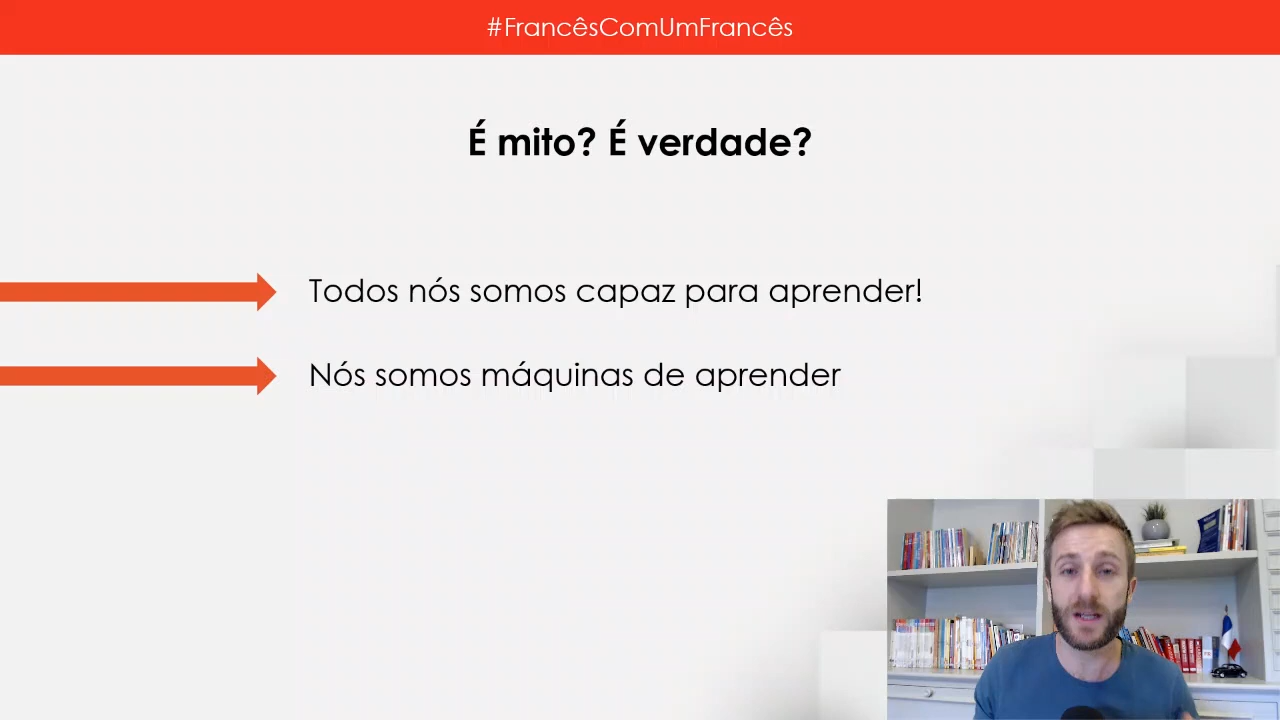 #FrancêsComUmFrancês
É mito? É verdade?
Todos nós somos capaz para aprender!
Nós somos máquinas de aprender